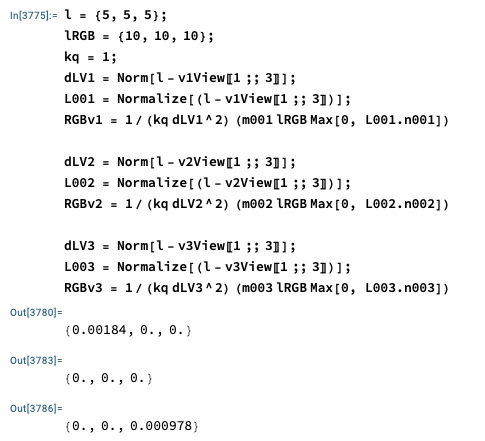 In[3775]:= l = {5, 5, 5};
lRGB = {10, 10, 10};
kq = 1;
dLV1 = Norm[l - v1View〚1 ;; 3〛];
L001 = Normalize[(l - v1View〚1 ;; 3〛)];
RGBv1 = 1 / (kq dLV1 ^ 2) (m001 lRGB Max[0, L001.n001])
dLV2 = Norm[l - v2View〚1 ;; 3〛];
L002 = Normalize[(l - v2View〚1 ;; 3〛)];
RGBv2 = 1 / (kq dLV2 ^ 2) (m002 lRGB Max[0, L002.n002])
dLV3 = Norm[l - v3View〚1 ;; 3〛];
L003 = Normalize[(l - v3View〚1 ;; 3〛)];
RGBv3 = 1 / (kq dLV3 ^ 2) (m003 lRGB Max[0, L003.n003])
Out[3780]=
{0.00184, 0., 0.}
Out[3783]=
{0., 0., 0.}
Out[3786]=
{0., 0., 0.000978}